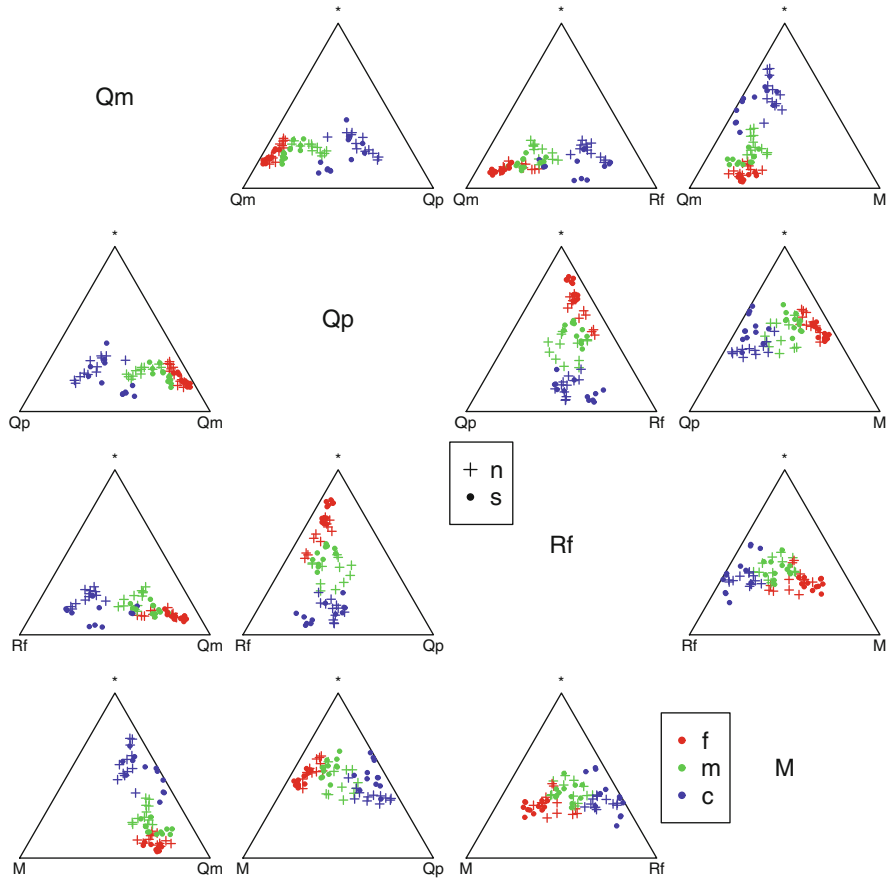 * * *
Qm
Qm Qp Qm Rf Qm M
* * *
Qp
Qp Qm Qp Rf Qp M
n
s
* * *
Rf
Rf Qm Rf Qp Rf M
* * *
f
m
c
M
M Qm M Qp M Rf